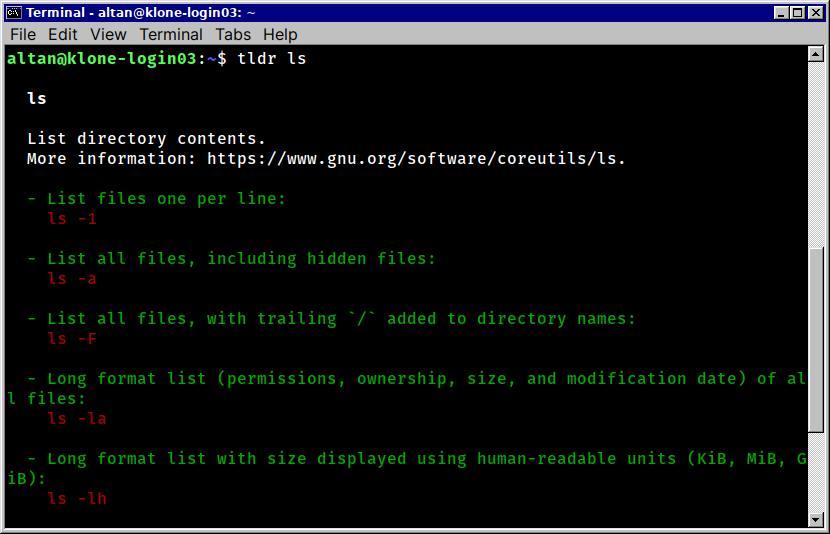 Terminal - altan@klone-login03: ~
File Edit View Terminal Tabs Help
altan@klone-login03:~$ tldr ls
ls
List directory contents.
More information: https://www.gnu.org/software/coreutils/ls.
- List files one per line:
ls -1
- List all files, including hidden files:
ls -a
- List all files, with trailing `/` added to directory names:
ls -F
- Long format list (permissions, ownership, size, and modification date) of al
l files:
ls -la
- Long format list with size displayed using human-readable units (KiB, MiB, G
iB):
ls -lh